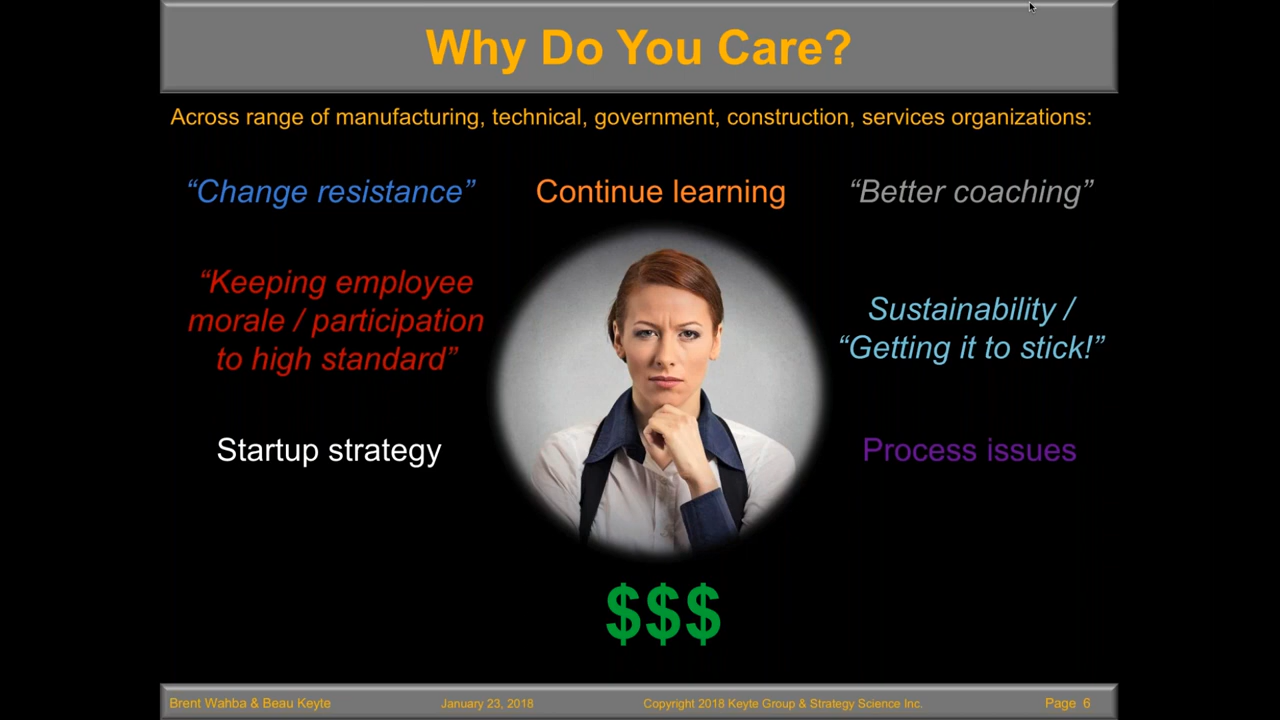 Why Do You Care?
Across range of manufacturing, technical, government, construction, services organizations:
“Change resistance”
Continue learning
“Better coaching”
“Keeping employee
morale / participation
to high standard”
Sustainability /
“Getting it to stick!”
Startup strategy
Process issues
$$$
Brent Wahba & Beau Keyte
January 23, 2018
Copyright 2018 Keyte Group & Strategy Science Inc.
Page 6